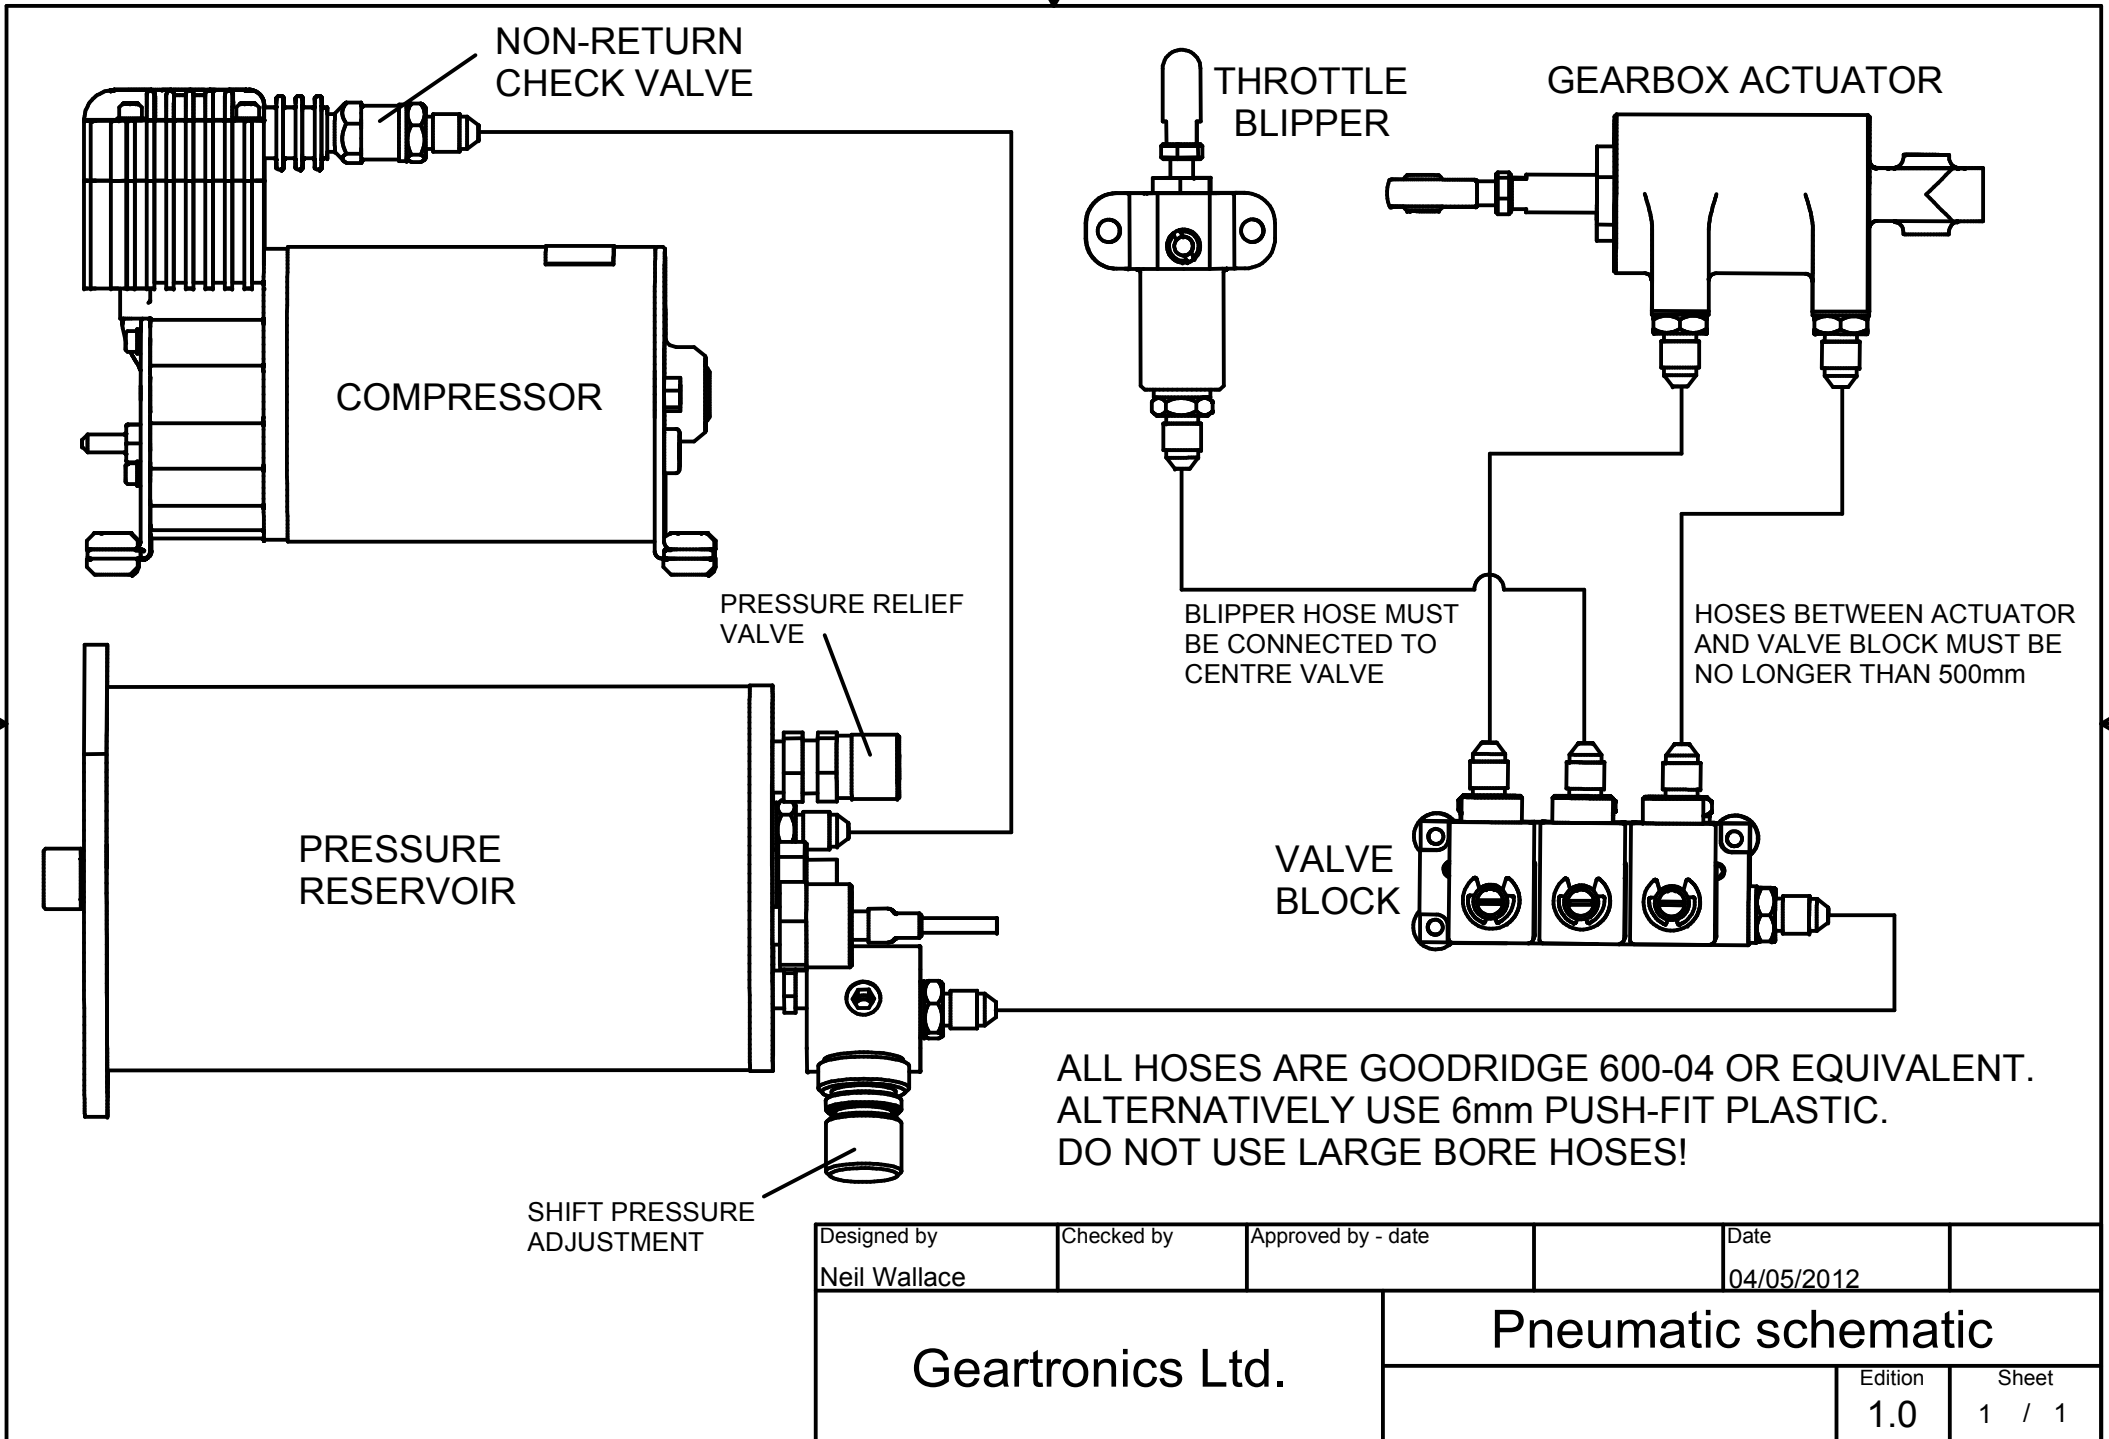 NON-RETURN
CHECK VALVE
THROTTLE
BLIPPER
GEARBOX ACTUATOR
COMPRESSOR
PRESSURE RELIEF
VALVE
BLIPPER HOSE MUST
BE CONNECTED TO
CENTRE VALVE
HOSES BETWEEN ACTUATOR
AND VALVE BLOCK MUST BE
NO LONGER THAN 500mm
PRESSURE
RESERVOIR
VALVE
BLOCK
ALL HOSES ARE GOODRIDGE 600-04 OR EQUIVALENT.
ALTERNATIVELY USE 6mm PUSH-FIT PLASTIC.
DO NOT USE LARGE BORE HOSES!
SHIFT PRESSURE
ADJUSTMENT
Designed by
Neil Wallace
Checked by
Approved by - date
Date
04/05/2012
Geartronics Ltd.
Pneumatic schematic
Edition
1.0
Sheet
1 / 1